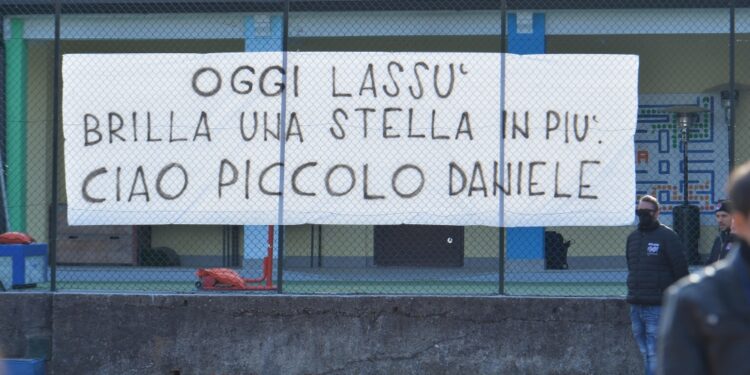 OGGI LASSU'
BRILLA UNA STELLA IN PIU'.
CIAO PICCOLO DANIELE